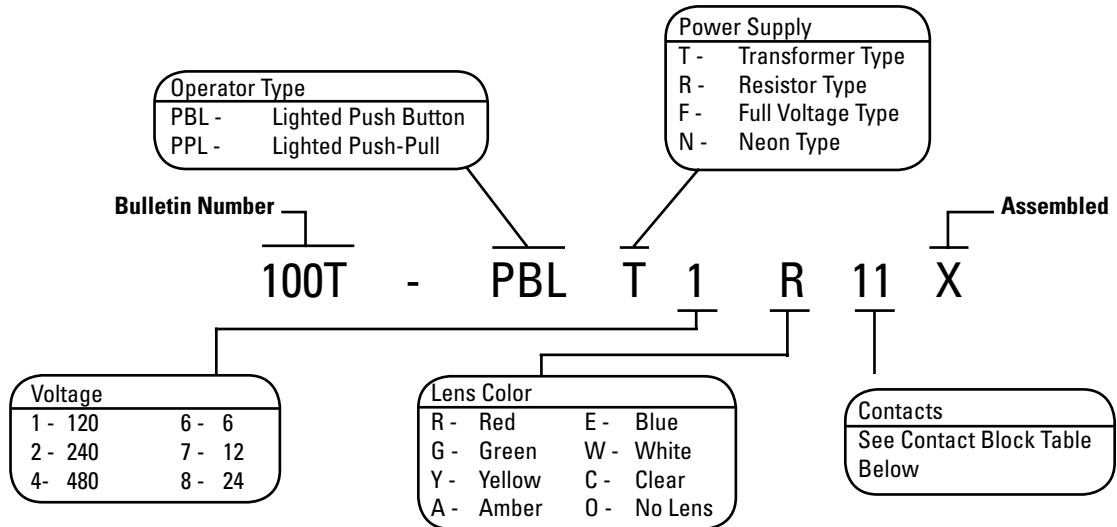 Power Supply
T - Transformer Type
R - Resistor Type
F - Full Voltage Type
N - Neon Type
Operator Type
PBL - Lighted Push Button
PPL - Lighted Push-Pull
Bulletin Number
Assembled
100T - PBL T 1 R 11 X
Voltage
1 - 120 6 - 6
2 - 240 7 - 12
4- 480 8 - 24
Lens Color
R - Red E - Blue
G - Green W - White
Y - Yellow C - Clear
A - Amber 0 - No Lens
Contacts
See Contact Block Table
Below